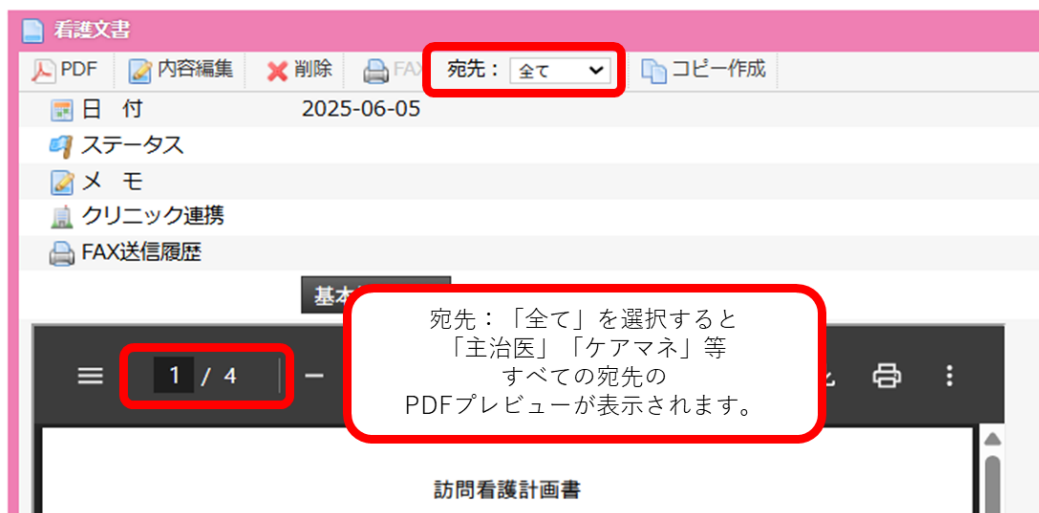 看護文書
PDF 内容編集 削除 FAX 宛先： 全て コピー作成
日 付 2025-06-05
ステータス
メ モ
クリニック連携
FAX送信履歴
基本
宛先：「全て」を選択すると
「主治医」「ケアマネ」等
すべての宛先の
PDFプレビューが表示されます。
1 / 4
訪問看護計画書